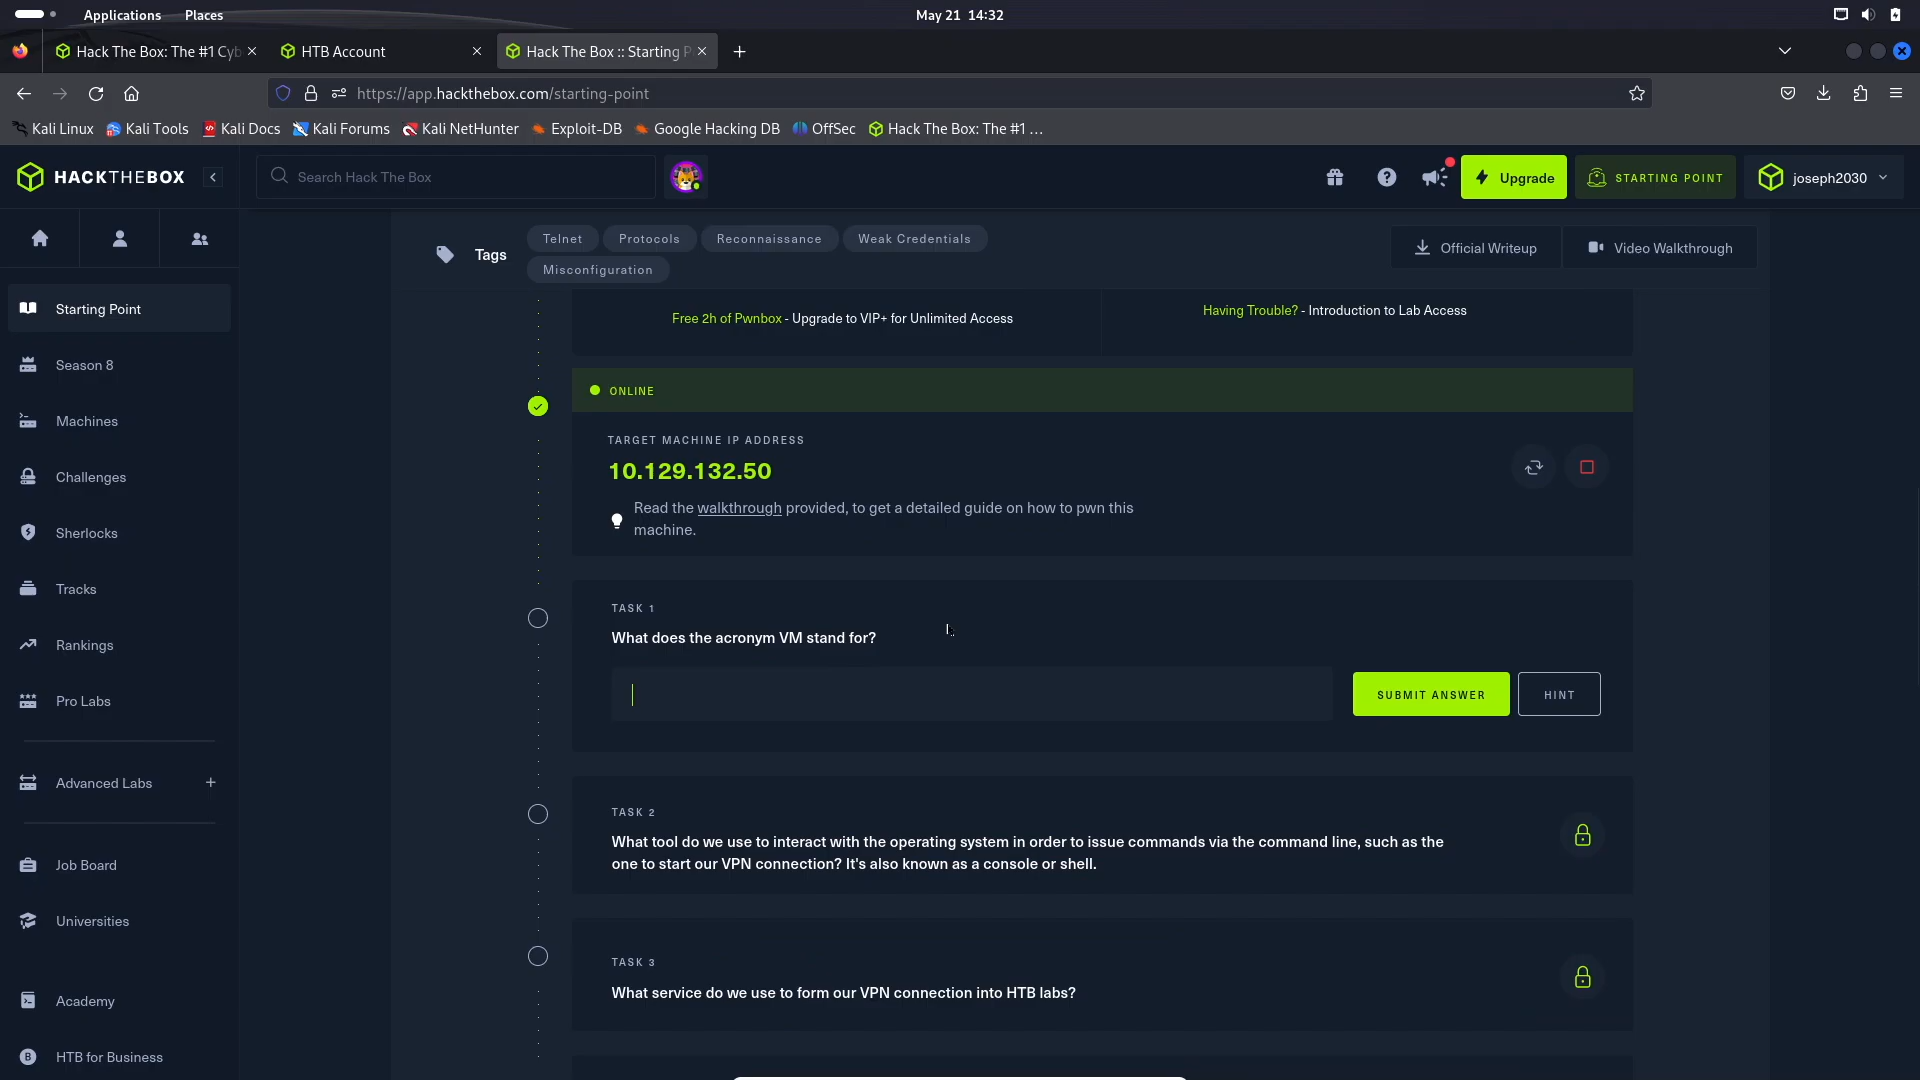 Applications Places May 21 14:32
Hack The Box: The #1 Cyb HTB Account Hack The Box :: Starting P
https://app.hackthebox.com/starting-point
Kali Linux Kali Tools Kali Docs Kali Forums Kali NetHunter Exploit-DB Google Hacking DB OffSec Hack The Box: The #1 ...
HACKTHEBOX Search Hack The Box Upgrade STARTING POINT joseph2030
Tags
Telnet Protocols Reconnaissance Weak Credentials
Misconfiguration
Official Writeup Video Walkthrough
Free 2h of Pwnbox - Upgrade to VIP+ for Unlimited Access
Having Trouble? - Introduction to Lab Access
ONLINE
TARGET MACHINE IP ADDRESS
10.129.132.50
Read the walkthrough provided, to get a detailed guide on how to pwn this
machine.
TASK 1
What does the acronym VM stand for?
SUBMIT ANSWER HINT
TASK 2
What tool do we use to interact with the operating system in order to issue commands via the command line, such as the
one to start our VPN connection? It's also known as a console or shell.
TASK 3
What service do we use to form our VPN connection into HTB labs?
Starting Point
Season 8
Machines
Challenges
Sherlocks
Tracks
Rankings
Pro Labs
Advanced Labs +
Job Board
Universities
Academy
B HTB for Business